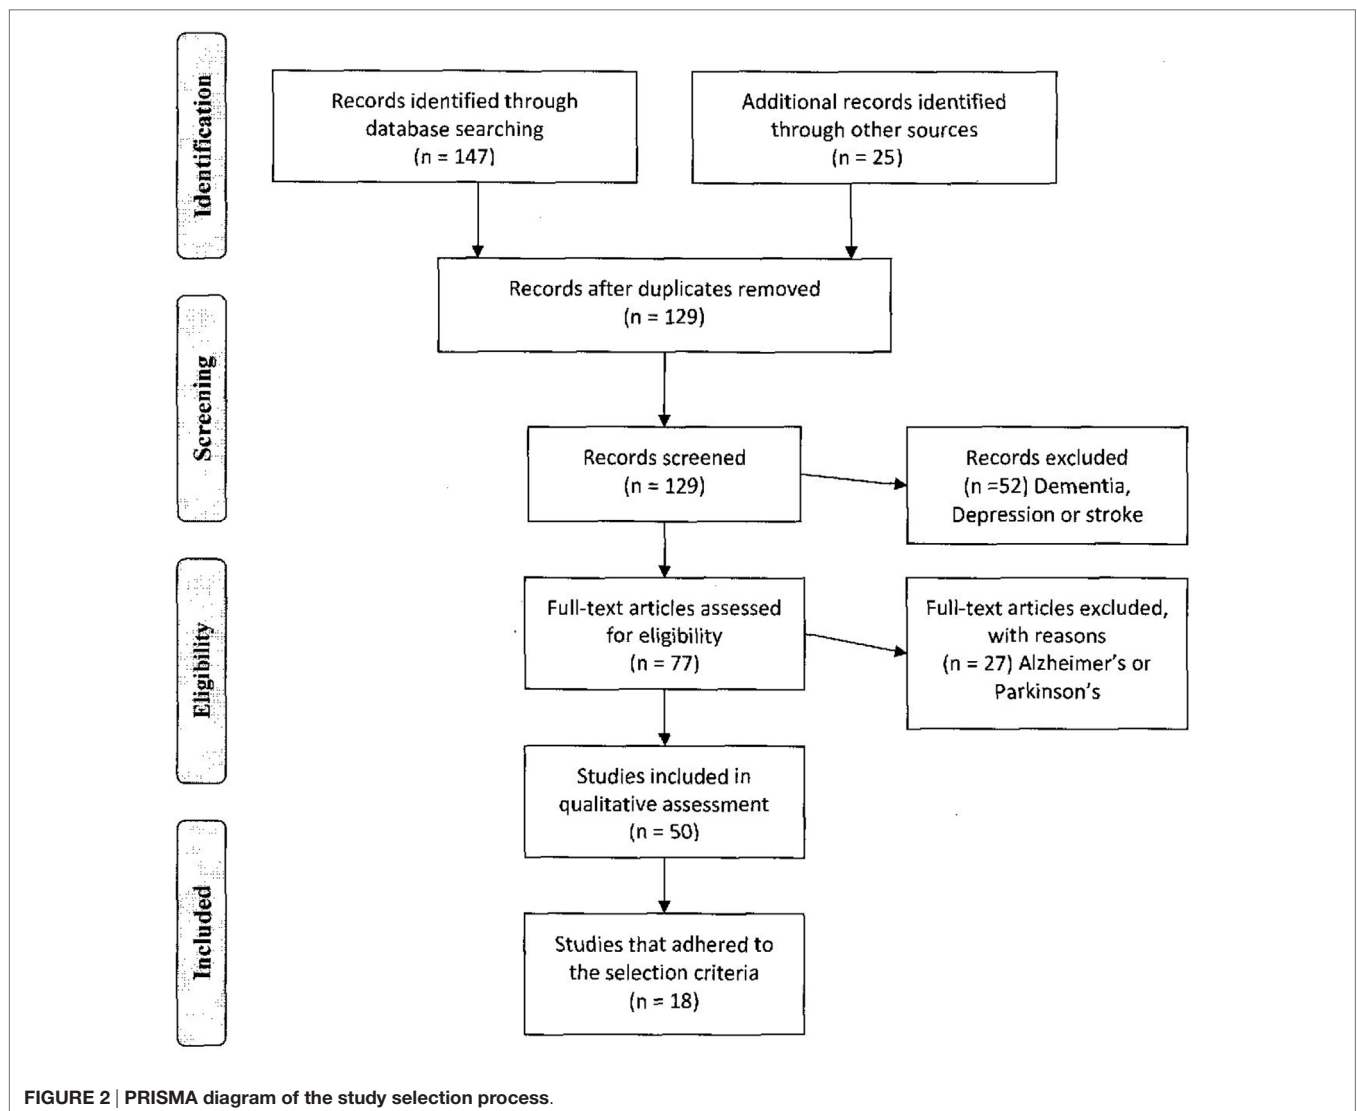 Identification
Records identified through
database searching
(n = 147)
Additional records identified
through other sources
(n = 25)
Records after duplicates removed
(n = 129)
Screening
Records screened
(n = 129)
Records excluded
(n =52) Dementia,
Depression or stroke
Eligibility
Full-text articles assessed
for eligibility
(n = 77)
Full-text articles excluded,
with reasons
(n = 27) Alzheimer's or
Parkinson's
Studies included in
qualitative assessment
(n = 50)
Included
Studies that adhered to
the selection criteria
(n = 18)
FIGURE 2 | PRISMA diagram of the study selection process.